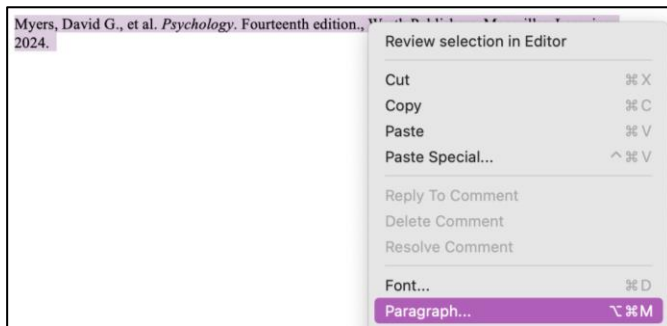 Myers, David G., et al. Psychology. Fourteenth edition.,
2024.
Review selection in Editor
Cut ⌘ X
Copy ⌘ C
Paste ⌘ V
Paste Special... ^ ⌘ V
Reply To Comment
Delete Comment
Resolve Comment
Font... ⌘ D
Paragraph... ⌥ ⌘ M